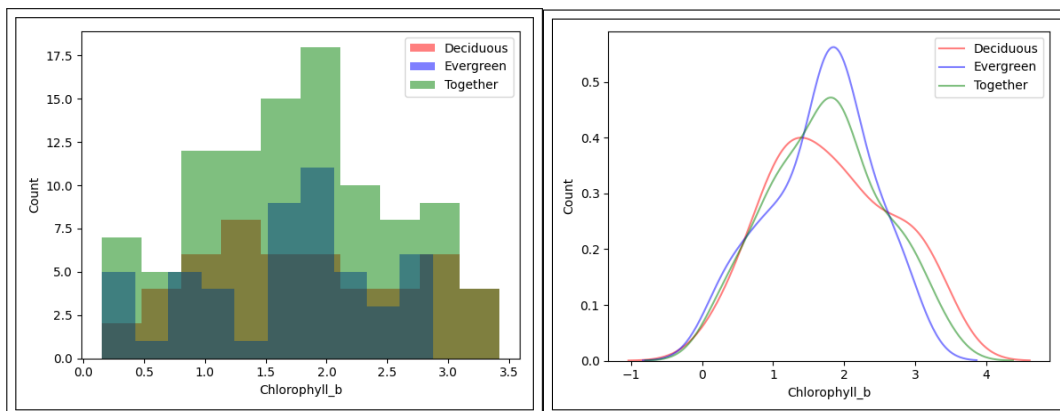 Deciduous
Evergreen
Together
17.5
15.0
12.5
10.0
7.5
5.0
2.5
0.0
Count
0.0 0.5 1.0 1.5 2.0 2.5 3.0 3.5
Chlorophyll_b
Deciduous
Evergreen
Together
0.5
0.4
0.3
0.2
0.1
0.0
Count
−1 0 1 2 3 4
Chlorophyll_b